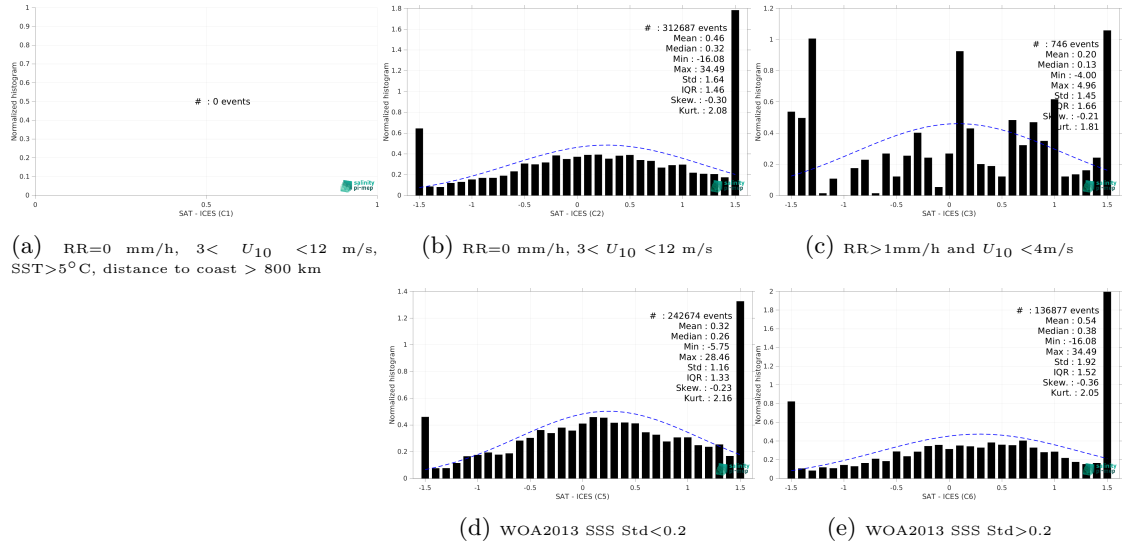 1
0.9
0.8
0.7
0.6
0.5
0.4
0.3
0.2
0.1
0
Normalized histogram
# : 0 events
salinity
pi-mep
0 0.5 1
SAT - ICES (C1)
(a) RR=0 mm/h, 3< U10 <12 m/s,
SST>5°C, distance to coast > 800 km
1.8
1.6
1.4
1.2
1
0.8
0.6
0.4
0.2
0
Normalized histogram
# : 312687 events
Mean : 0.46
Median : 0.32
Min : -16.08
Max : 34.49
Std : 1.64
IQR : 1.46
Skew. : -0.30
Kurt. : 2.08
salinity
pi-mep
-1.5 -1 -0.5 0 0.5 1 1.5
SAT - ICES (C2)
(b) RR=0 mm/h, 3< U10 <12 m/s
1.2
1
0.8
0.6
0.4
0.2
0
Normalized histogram
# : 746 events
Mean : 0.20
Median : 0.13
Min : -4.00
Max : 4.96
Std : 1.45
IQR : 1.66
Skew. : -0.21
Kurt. : 1.81
salinity
pi-mep
-1.5 -1 -0.5 0 0.5 1 1.5
SAT - ICES (C3)
(c) RR>1mm/h and U10 <4m/s
1.4
1.2
1
0.8
0.6
0.4
0.2
0
Normalized histogram
# : 242674 events
Mean : 0.32
Median : 0.26
Min : -5.75
Max : 28.46
Std : 1.16
IQR : 1.33
Skew. : -0.23
Kurt. : 2.16
salinity
pi-mep
-1.5 -1 -0.5 0 0.5 1 1.5
SAT - ICES (C5)
(d) WOA2013 SSS Std<0.2
2
1.8
1.6
1.4
1.2
1
0.8
0.6
0.4
0.2
0
Normalized histogram
# : 136877 events
Mean : 0.54
Median : 0.38
Min : -16.08
Max : 34.49
Std : 1.92
IQR : 1.52
Skew. : -0.36
Kurt. : 2.05
salinity
pi-mep
-1.5 -1 -0.5 0 0.5 1 1.5
SAT - ICES (C6)
(e) WOA2013 SSS Std>0.2